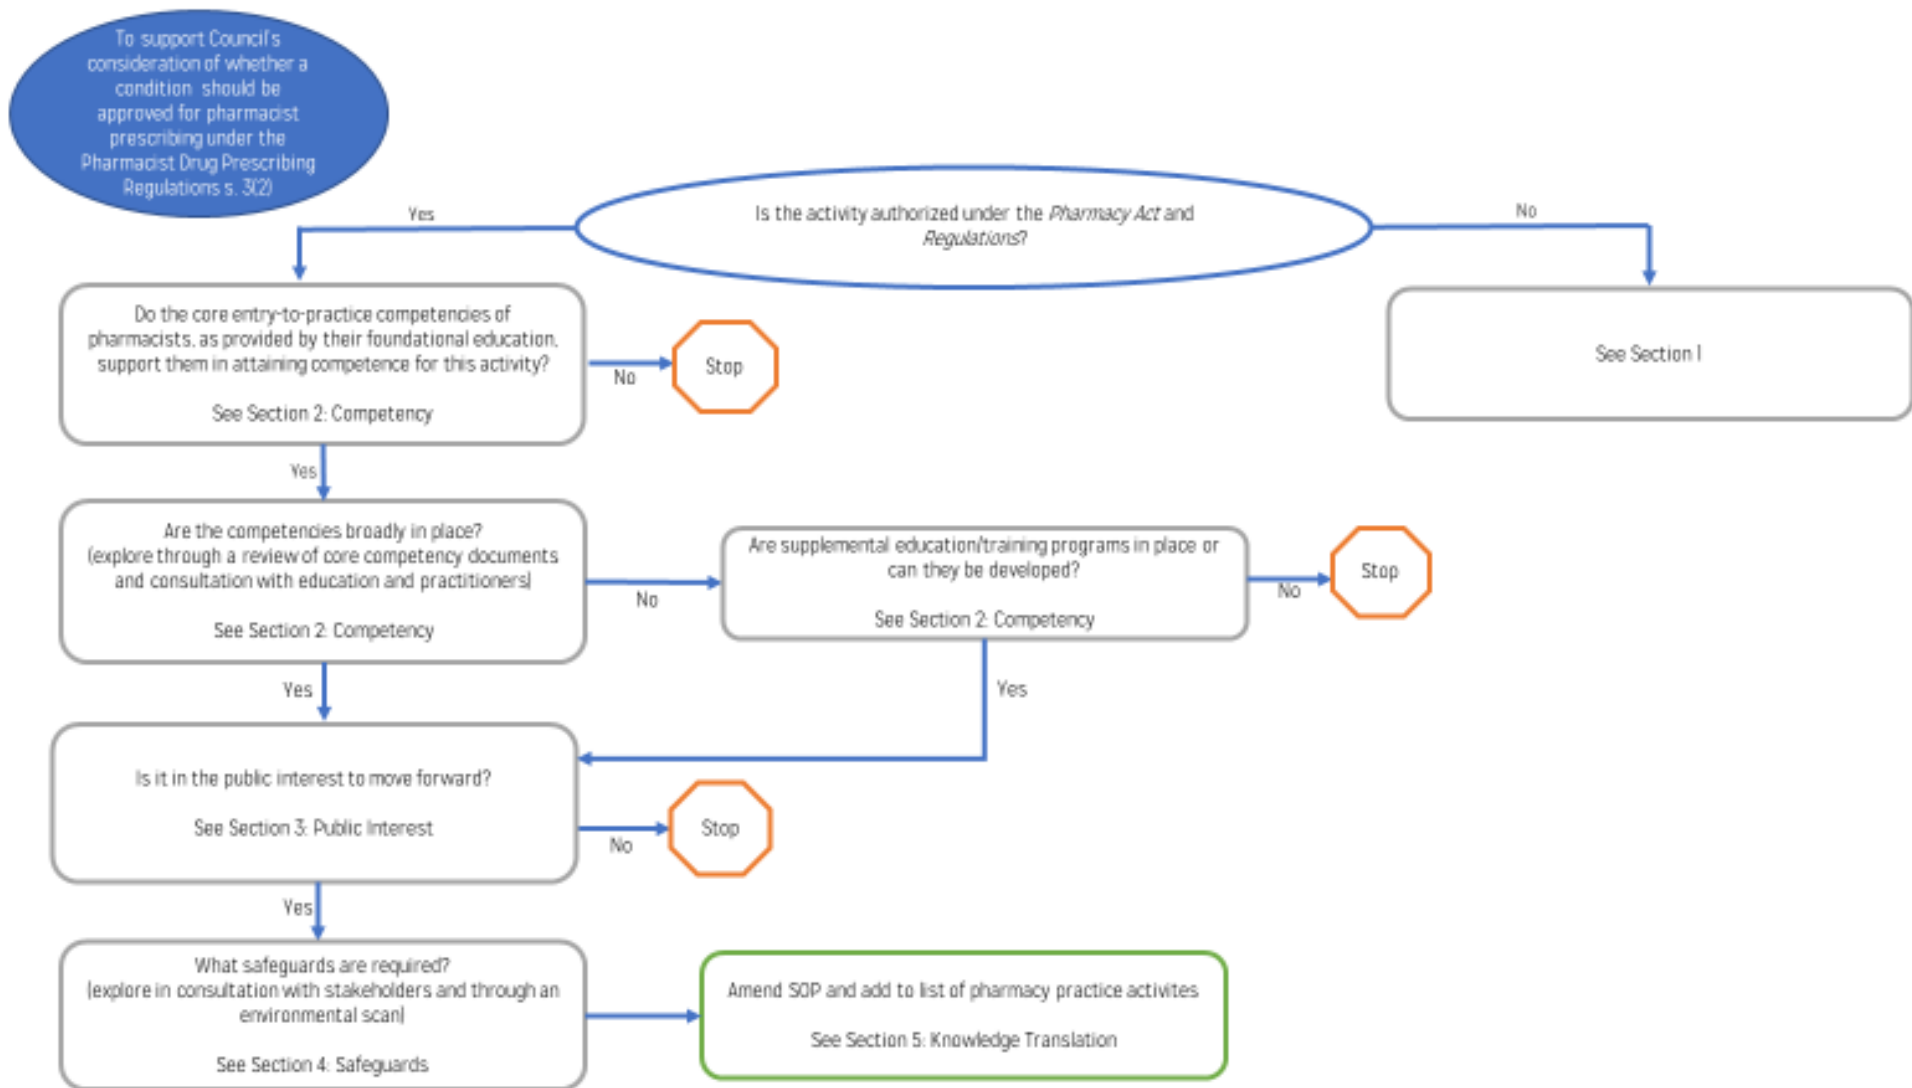 To support Council's
consideration of whether a
condition should be
approved for pharmacist
prescribing under the
Pharmacist Drug Prescribing
Regulations s. 3(2)
Is the activity authorized under the Pharmacy Act and
Regulations?
Yes
No
Do the core entry-to-practice competencies of
pharmacists, as provided by their foundational education,
support them in attaining competence for this activity?
See Section 2: Competency
No
Stop
See Section 1
Yes
Are the competencies broadly in place?
(explore through a review of core competency documents
and consultation with education and practitioners)
See Section 2: Competency
No
Are supplemental education/training programs in place or
can they be developed?
See Section 2: Competency
No
Stop
Yes
Yes
Is it in the public interest to move forward?
See Section 3: Public Interest
No
Stop
Yes
What safeguards are required?
(explore in consultation with stakeholders and through an
environmental scan)
See Section 4: Safeguards
Amend SOP and add to list of pharmacy practice activites
See Section 5: Knowledge Translation